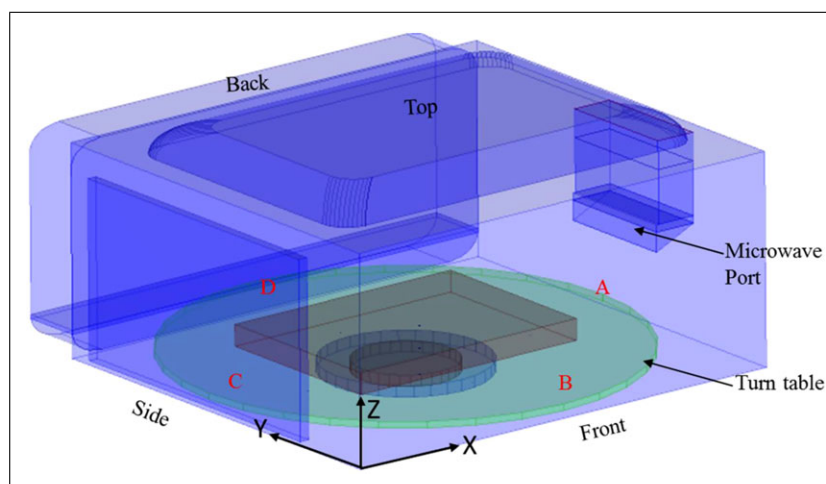 Back
Top
Microwave
Port
D
A
C
B
Turn table
Side
Z
Y
X
Front